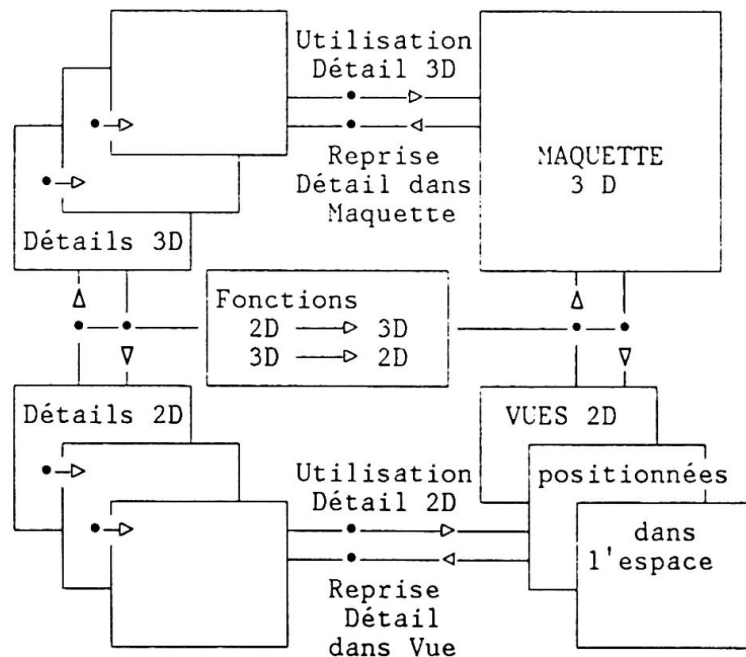 Utilisation
Détail 3D
Reprise
Détail dans
Maquette
MAQUETTE
3 D
Détails 3D
Fonctions
2D 3D
3D 2D
Détails 2D
VUES 2D
positionnées
dans
l'espace
Utilisation
Détail 2D
Reprise
Détail
dans Vue